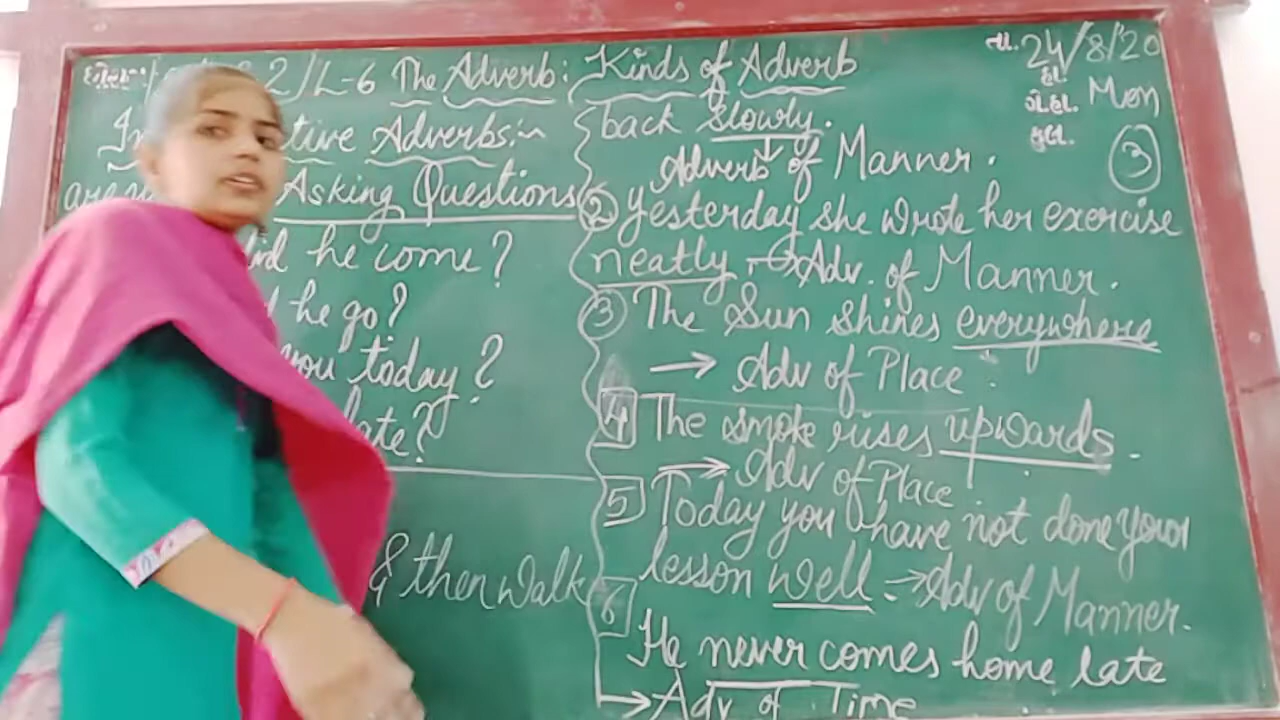 2/L-6 The Adverb: Kinds of Adverb
તા. 24/8/20
Mon
3
tive Adverbs:~
Asking Questions
he come?
he go?
you today?
late?
& then walk
back slowly.
↓
Adverb of Manner.
② yesterday she wrote her exercise
neatly. → Adv. of Manner.
③ The Sun shines everywhere
→ Adv of Place.
4 The smoke rises upwards.
→ Adv of Place
5 Today you have not done your
lesson well → Adv of Manner.
6
He never comes home late
→ Adv of Time